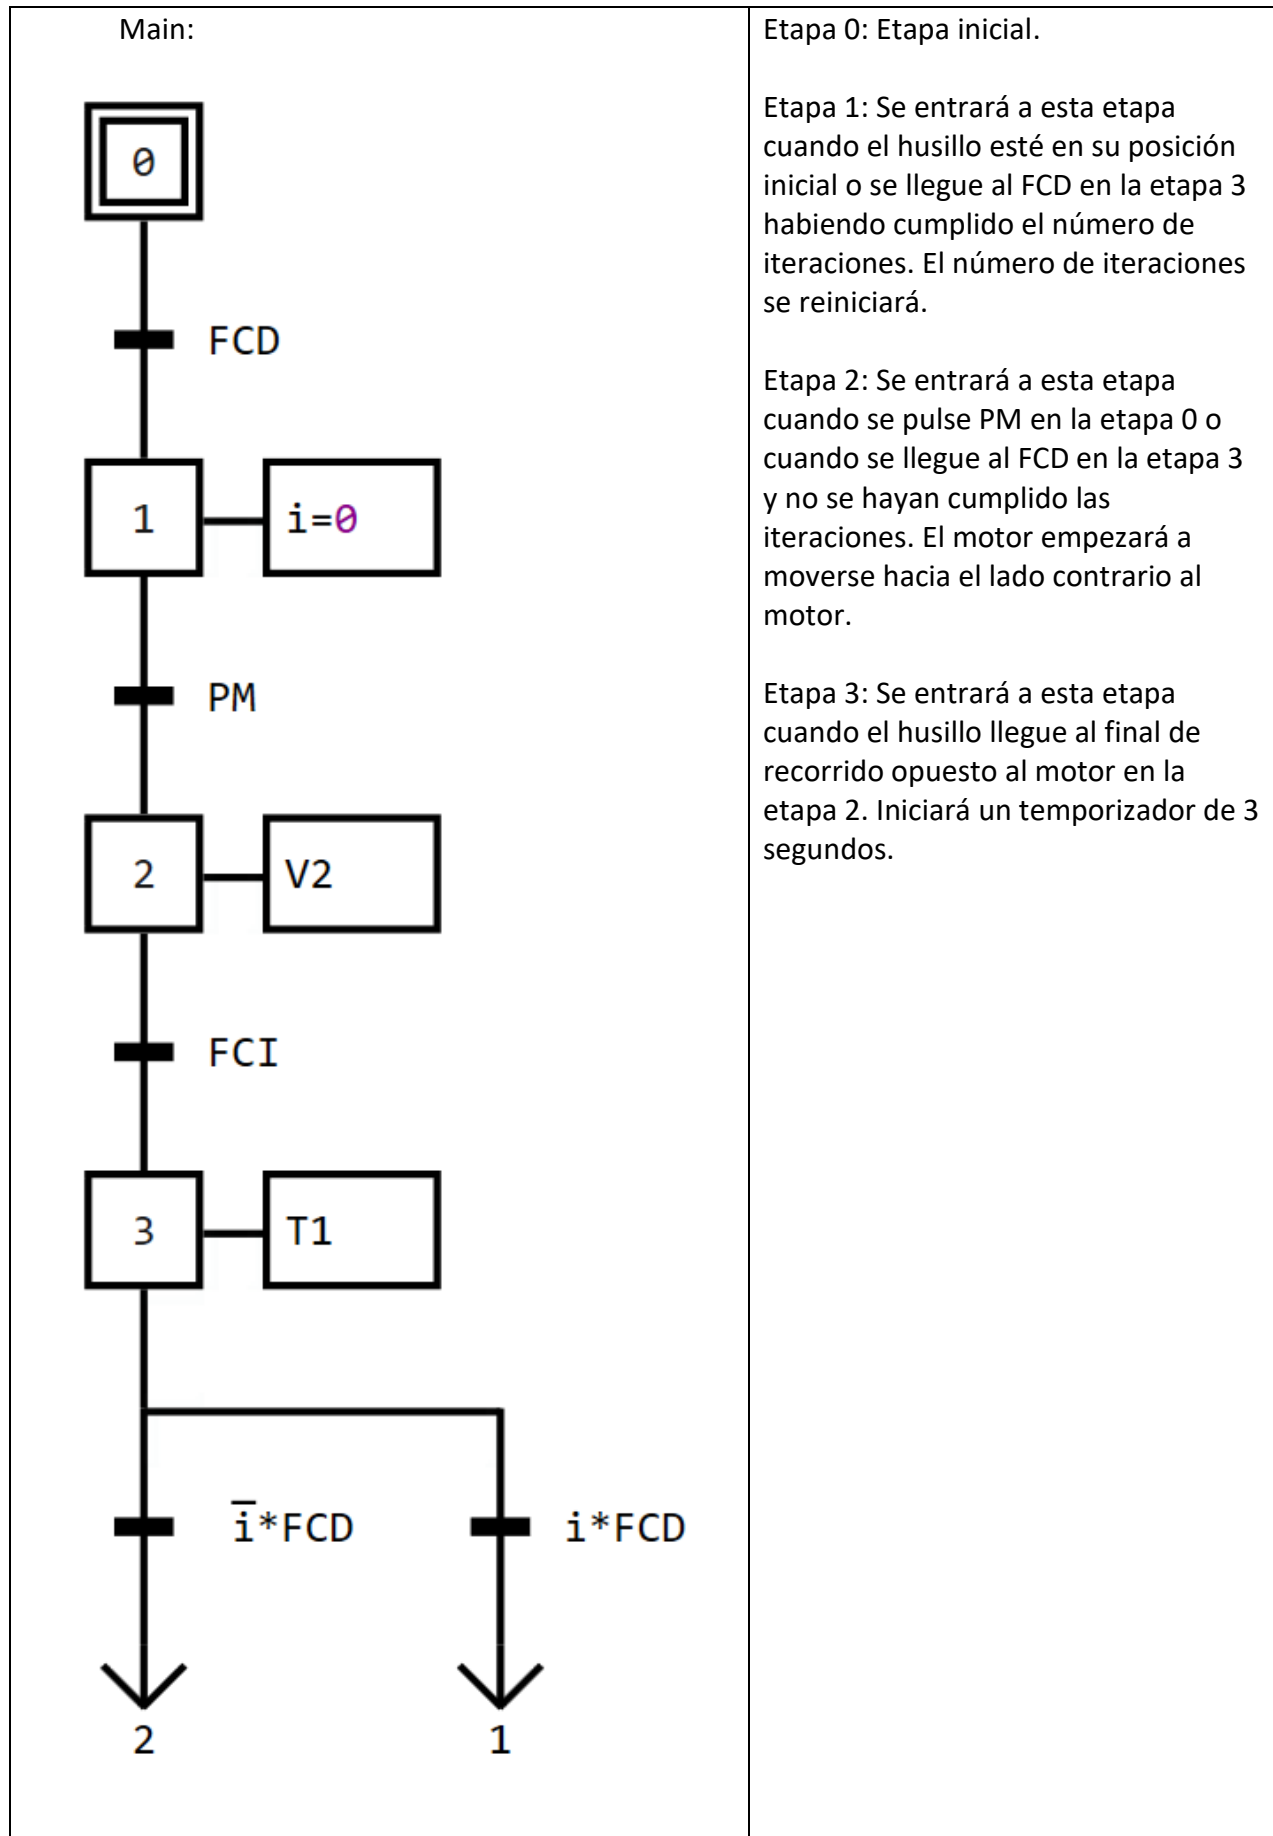 Main:
0
FCD
1
i=0
PM
2
V2
FCI
3
T1
i̅*FCD
i*FCD
2
1
Etapa 0: Etapa inicial.
Etapa 1: Se entrará a esta etapa
cuando el husillo esté en su posición
inicial o se llegue al FCD en la etapa 3
habiendo cumplido el número de
iteraciones. El número de iteraciones
se reiniciará.
Etapa 2: Se entrará a esta etapa
cuando se pulse PM en la etapa 0 o
cuando se llegue al FCD en la etapa 3
y no se hayan cumplido las
iteraciones. El motor empezará a
moverse hacia el lado contrario al
motor.
Etapa 3: Se entrará a esta etapa
cuando el husillo llegue al final de
recorrido opuesto al motor en la
etapa 2. Iniciará un temporizador de 3
segundos.